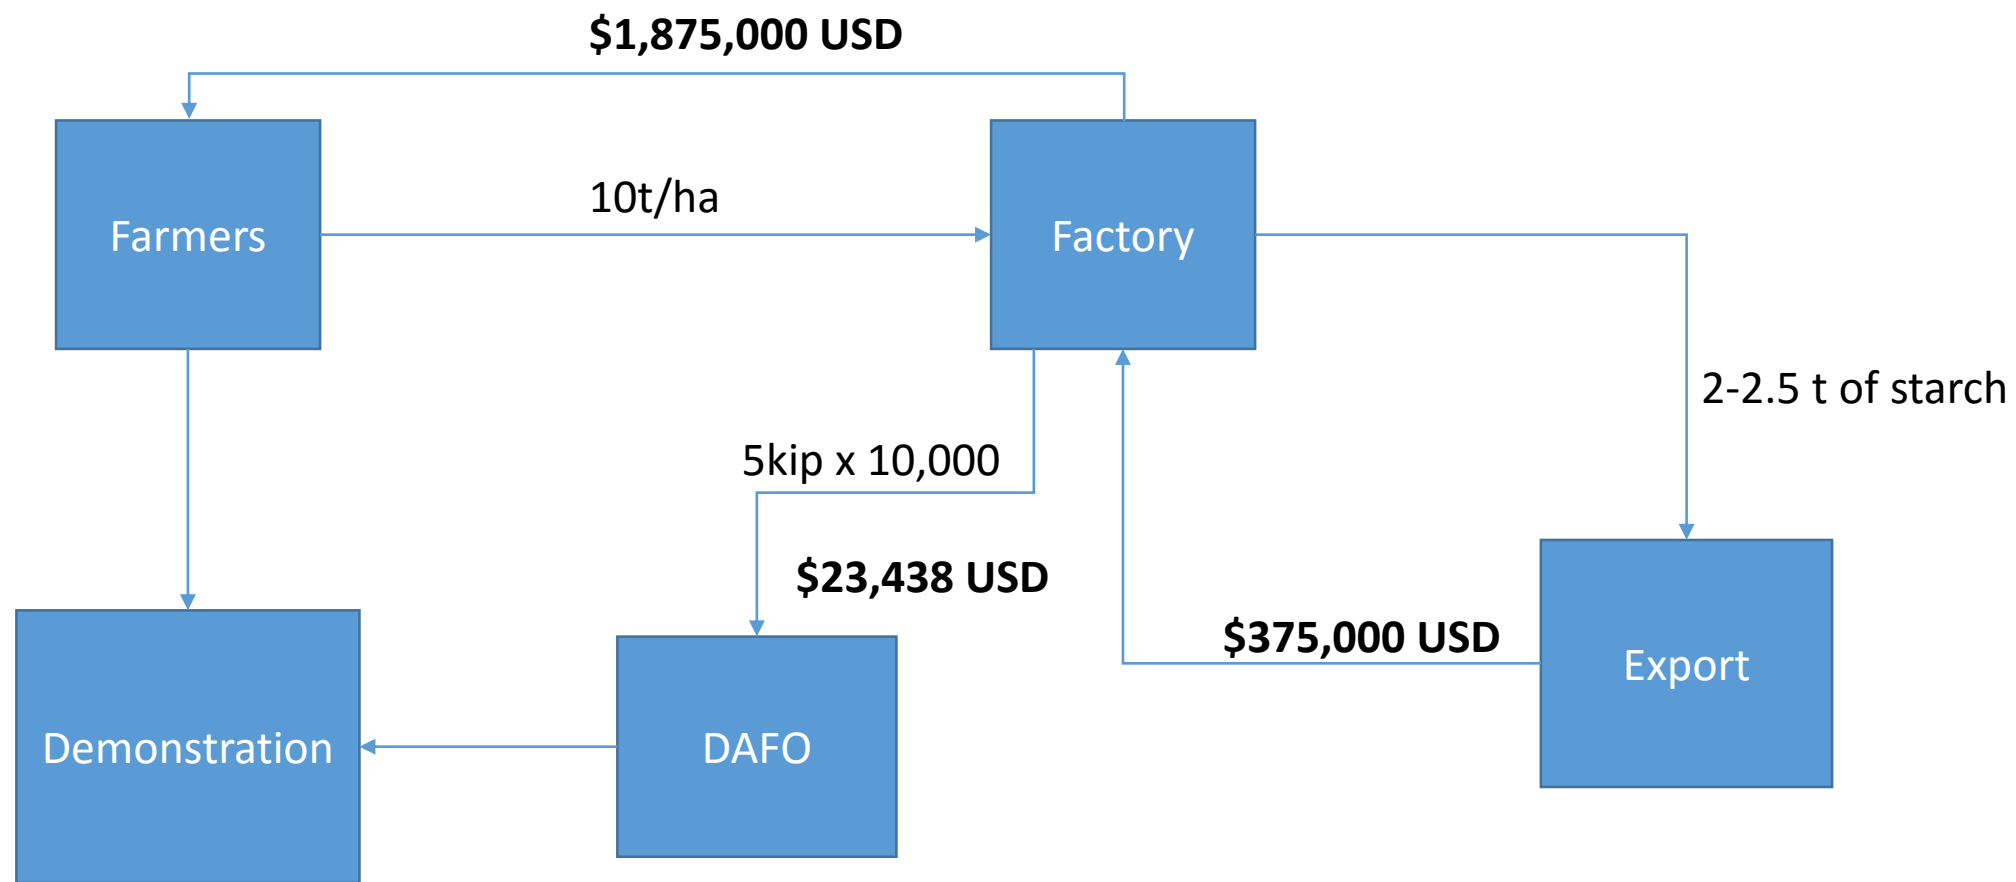 $1,875,000 USD
Farmers
10t/ha
Factory
2-2.5 t of starch
5kip x 10,000
$23,438 USD
$375,000 USD
Export
Demonstration
DAFO